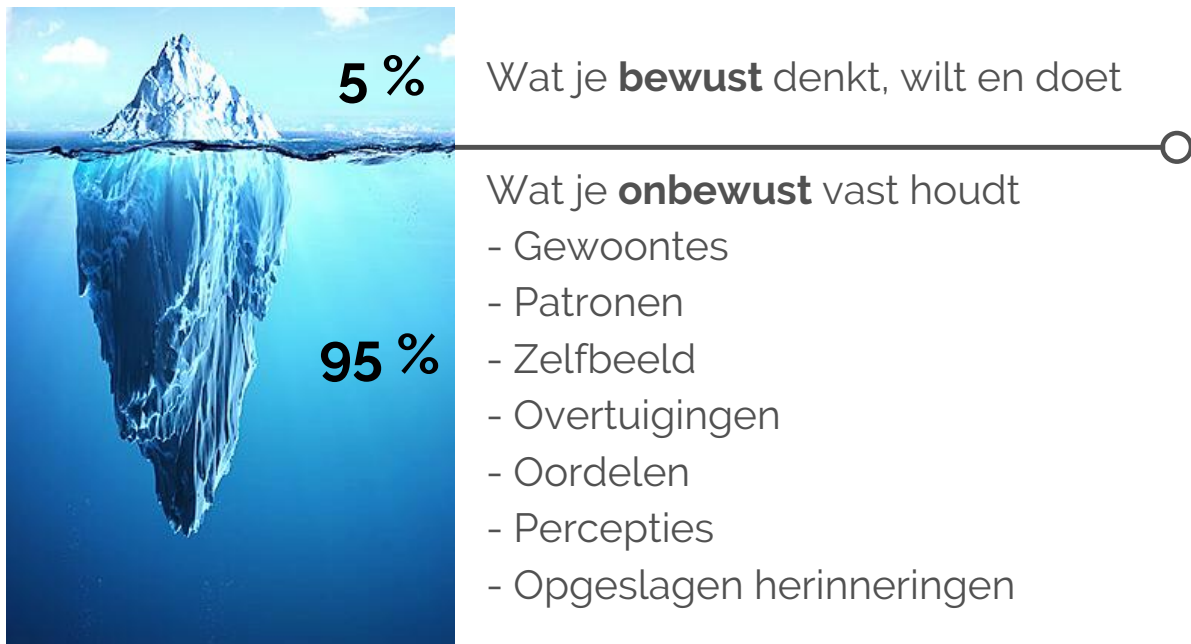 5 %
Wat je bewust denkt, wilt en doet
Wat je onbewust vast houdt
- Gewoontes
- Patronen
- Zelfbeeld
95 %
- Overtuigingen
- Oordelen
- Percepties
- Opgeslagen herinneringen